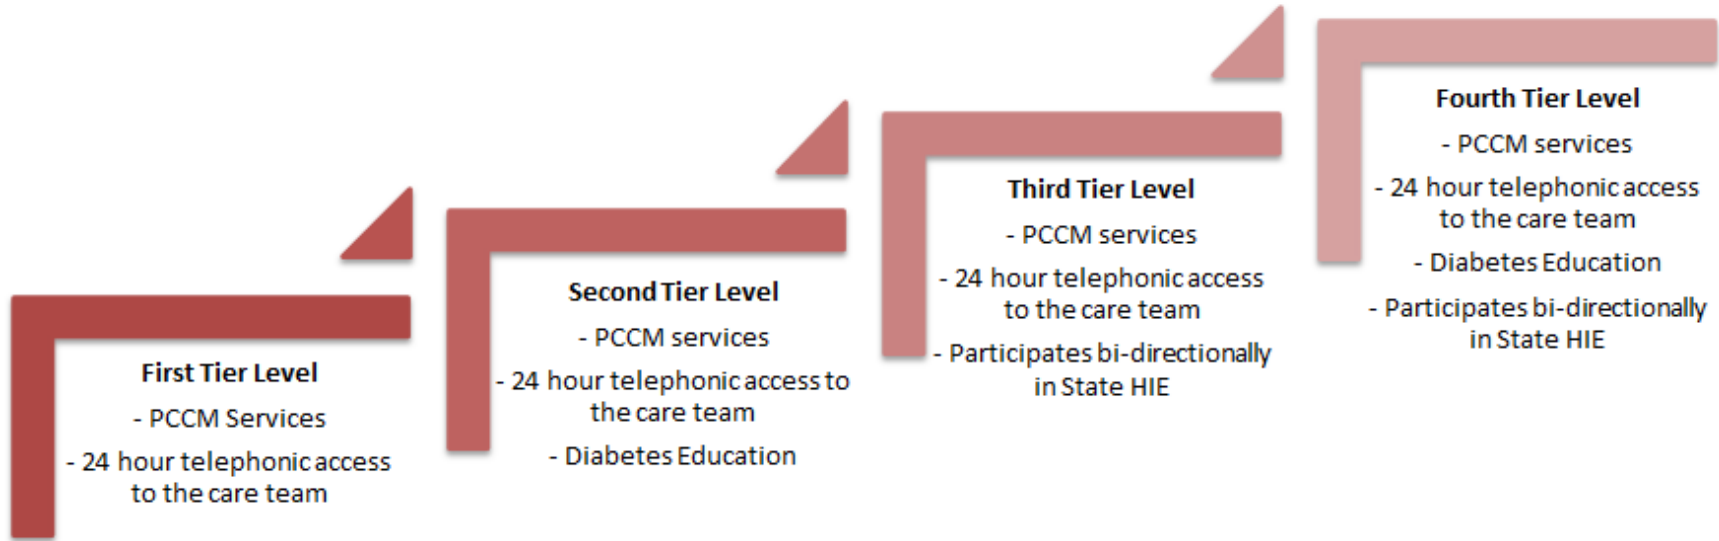 First Tier Level
- PCCM Services
- 24 hour telephonic access
to the care team
Second Tier Level
- PCCM services
- 24 hour telephonic access to
the care team
- Diabetes Education
Third Tier Level
- PCCM services
- 24 hour telephonic access
to the care team
- Participates bi-directionally
in State HIE
Fourth Tier Level
- PCCM services
- 24 hour telephonic access
to the care team
- Diabetes Education
- Participates bi-directionally
in State HIE